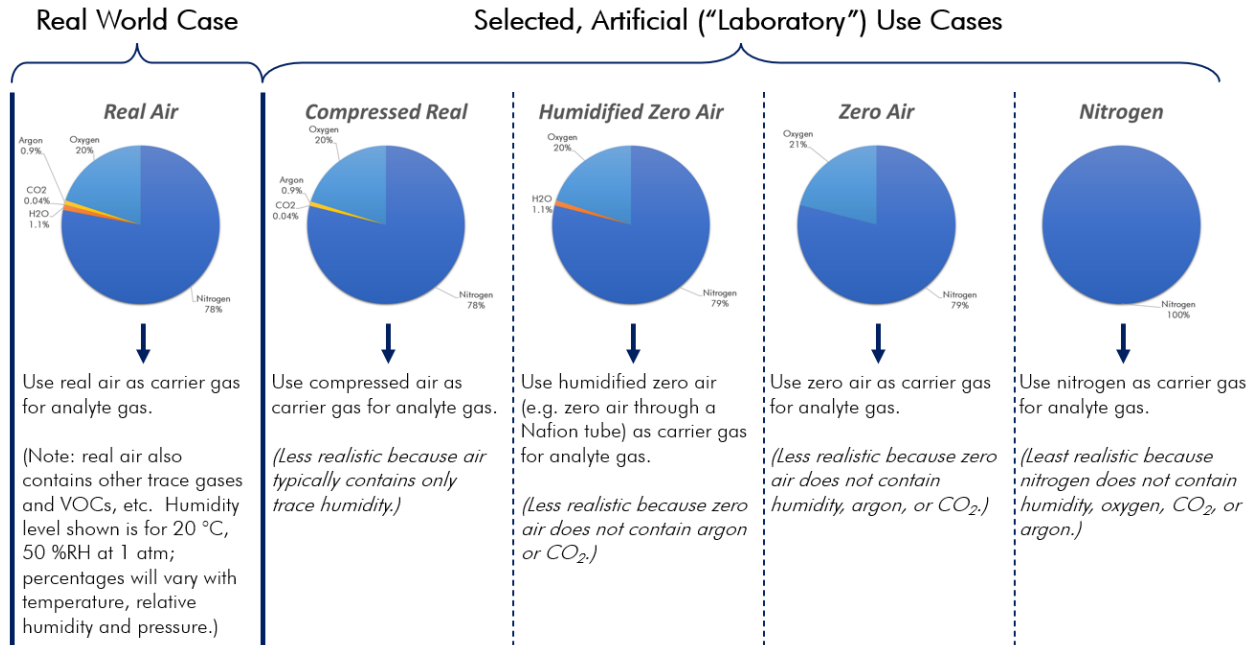 Real World Case
Selected, Artificial (“Laboratory”) Use Cases
Real Air
Argon
0.9%
Oxygen
20%
CO2
0.04%
H2O
1.1%
Nitrogen
78%
Use real air as carrier gas
for analyte gas.
(Note: real air also
contains other trace gases
and VOCs, etc.  Humidity
level shown is for 20 °C,
50 %RH at 1 atm;
percentages will vary with
temperature, relative
humidity and pressure.)
Compressed Real
Oxygen
20%
Argon
0.9%
CO2
0.04%
Nitrogen
78%
Use compressed air as
carrier gas for analyte gas.
(Less realistic because air
typically contains only
trace humidity.)
Humidified Zero Air
Oxygen
20%
H2O
1.1%
Nitrogen
79%
Use humidified zero air
(e.g. zero air through a
Nafion tube) as carrier gas
for analyte gas.
(Less realistic because zero
air does not contain argon
or CO₂.)
Zero Air
Oxygen
21%
Nitrogen
79%
Use zero air as carrier gas
for analyte gas.
(Less realistic because zero
air does not contain
humidity, argon, or CO₂.)
Nitrogen
Nitrogen
100%
Use nitrogen as carrier gas
for analyte gas.
(Least realistic because
nitrogen does not contain
humidity, oxygen, CO₂, or
argon.)